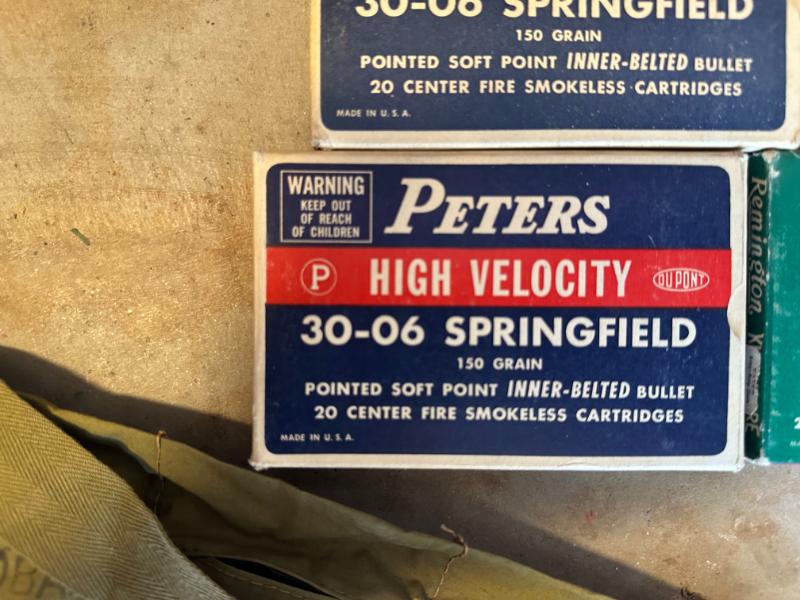 30-06 SPRINGFIELD
150 GRAIN
POINTED SOFT POINT INNER-BELTED BULLET
20 CENTER FIRE SMOKELESS CARTRIDGES
MADE IN U.S.A.
WARNING
KEEP OUT
OF REACH
OF CHILDREN
PETERS
P HIGH VELOCITY DU PONT
30-06 SPRINGFIELD
150 GRAIN
POINTED SOFT POINT INNER-BELTED BULLET
20 CENTER FIRE SMOKELESS CARTRIDGES
MADE IN U.S.A.
Remington